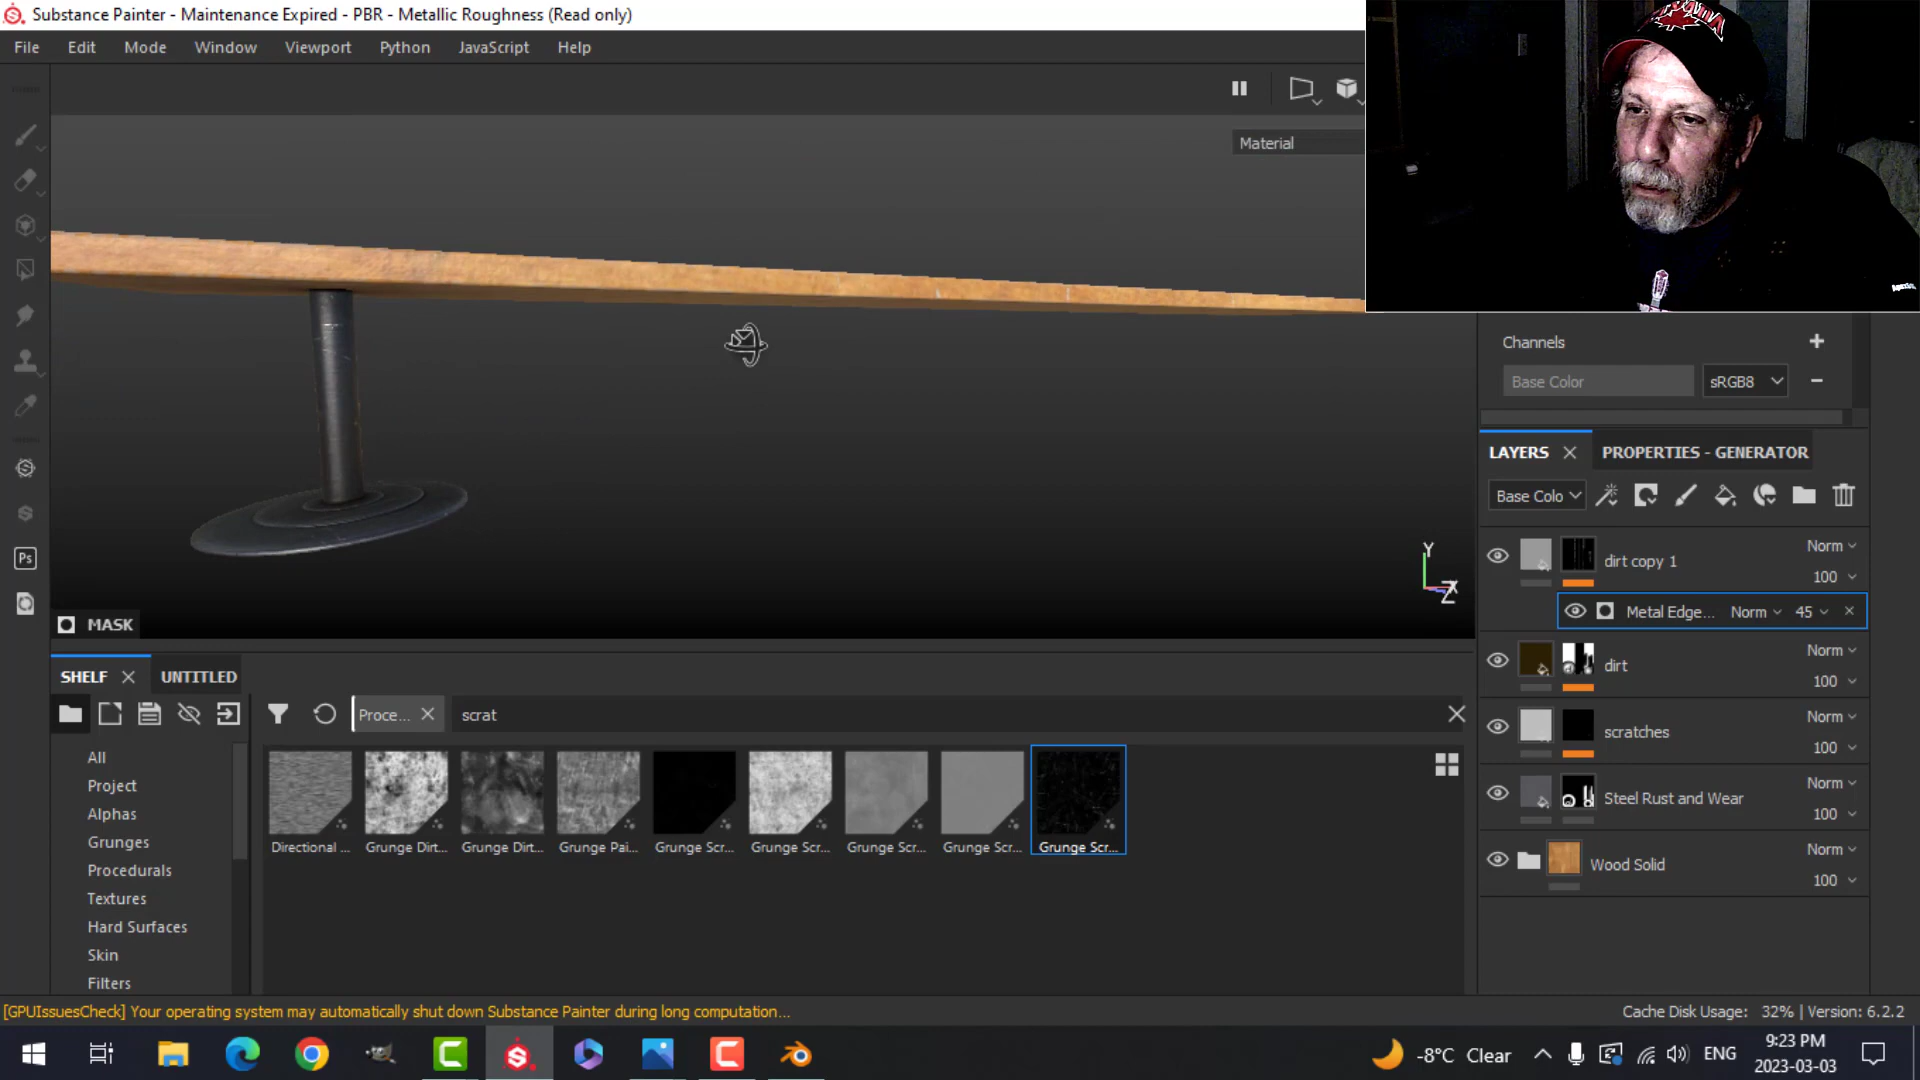 Substance Painter - Maintenance Expired - PBR - Metallic Roughness (Read only)
File Edit Mode Window Viewport Python JavaScript Help
Material
Channels
Base Color sRGB8
LAYERS PROPERTIES - GENERATOR
Base Colo
Norm
dirt copy 1
100
Metal Edge... Norm 45
Norm
dirt
100
Norm
scratches
100
Norm
Steel Rust and Wear
100
Norm
Wood Solid
100
Y
Z
Ps
MASK
SHELF UNTITLED
Proce... scrat
All
Project
Alphas
Grunges
Procedurals
Textures
Hard Surfaces
Skin
Filters
Directional ... Grunge Dirt... Grunge Dirt... Grunge Pai... Grunge Scr... Grunge Scr... Grunge Scr... Grunge Scr... Grunge Scr...
[GPUIssuesCheck] Your operating system may automatically shut down Substance Painter during long computation...
Cache Disk Usage: 32% | Version: 6.2.2
-8°C Clear
ENG
9:23 PM
2023-03-03